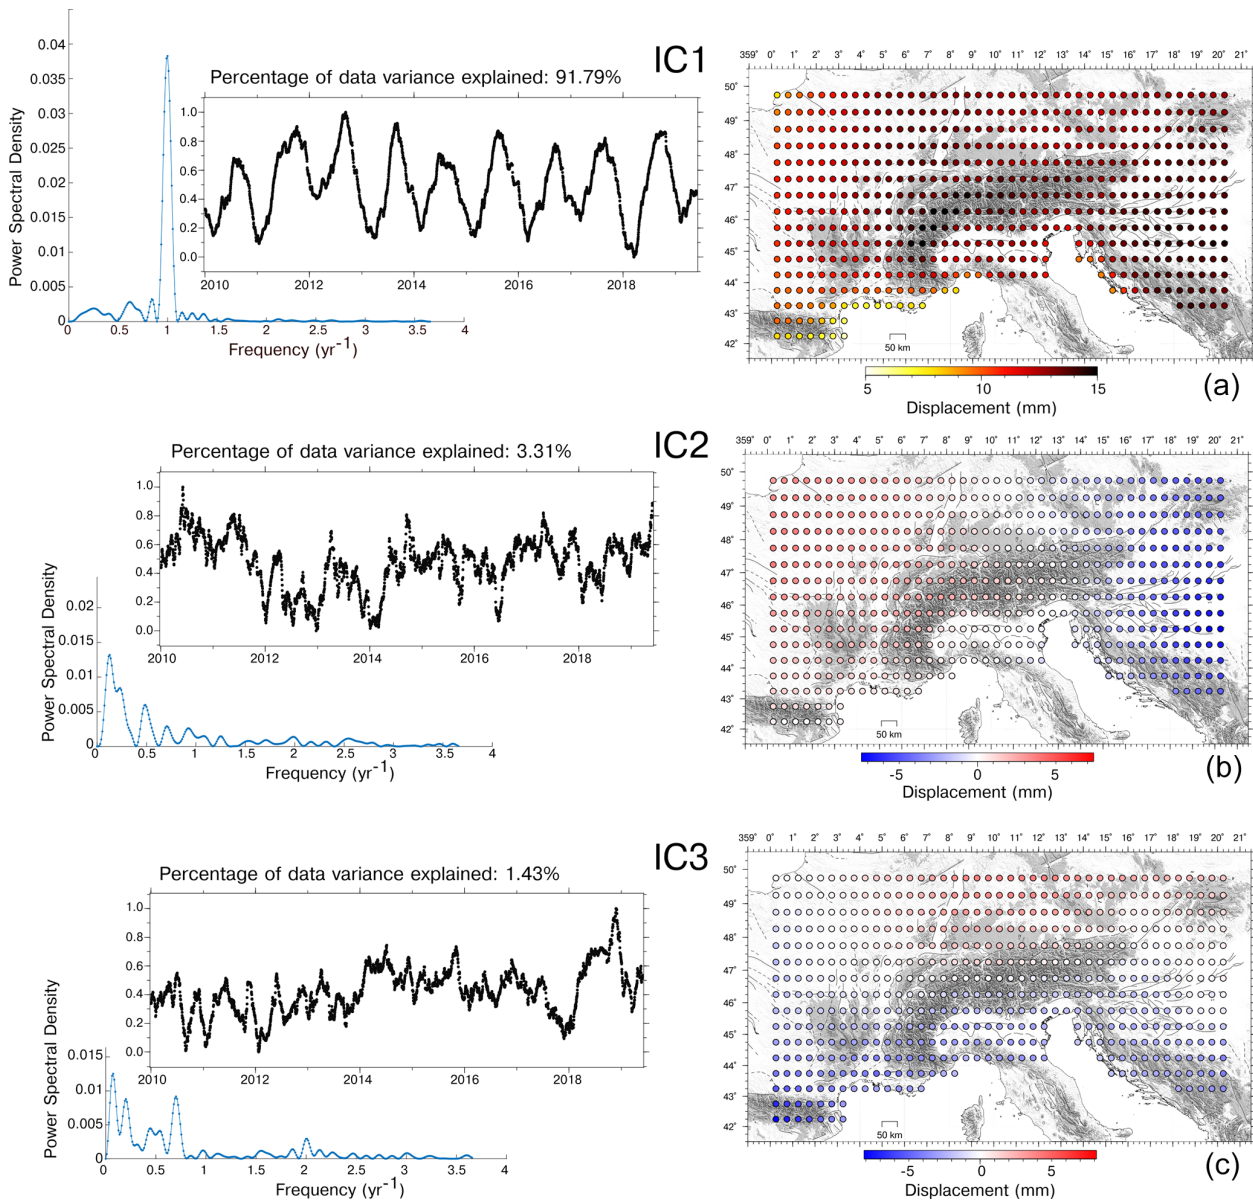 IC1
Percentage of data variance explained: 91.79%
Power Spectral Density
0.04
0.035
0.03
0.025
0.02
0.015
0.01
0.005
0
0 0.5 1 1.5 2 2.5 3 3.5 4
Frequency (yr-1)
1.0
0.8
0.6
0.4
0.2
0.0
2010 2012 2014 2016 2018
359° 0° 1° 2° 3° 4° 5° 6° 7° 8° 9° 10° 11° 12° 13° 14° 15° 16° 17° 18° 19° 20° 21°
50°
49°
48°
47°
46°
45°
44°
43°
42°
50 km
5 10 15
Displacement (mm)
(a)
IC2
Percentage of data variance explained: 3.31%
Power Spectral Density
0.02
0.015
0.01
0.005
0
0 0.5 1 1.5 2 2.5 3 3.5 4
Frequency (yr-1)
1.0
0.8
0.6
0.4
0.2
0.0
2010 2012 2014 2016 2018
359° 0° 1° 2° 3° 4° 5° 6° 7° 8° 9° 10° 11° 12° 13° 14° 15° 16° 17° 18° 19° 20° 21°
50°
49°
48°
47°
46°
45°
44°
43°
42°
50 km
-5 0 5
Displacement (mm)
(b)
IC3
Percentage of data variance explained: 1.43%
Power Spectral Density
0.015
0.01
0.005
0
0 0.5 1 1.5 2 2.5 3 3.5 4
Frequency (yr-1)
1.0
0.8
0.6
0.4
0.2
0.0
2010 2012 2014 2016 2018
359° 0° 1° 2° 3° 4° 5° 6° 7° 8° 9° 10° 11° 12° 13° 14° 15° 16° 17° 18° 19° 20° 21°
50°
49°
48°
47°
46°
45°
44°
43°
42°
50 km
-5 0 5
Displacement (mm)
(c)